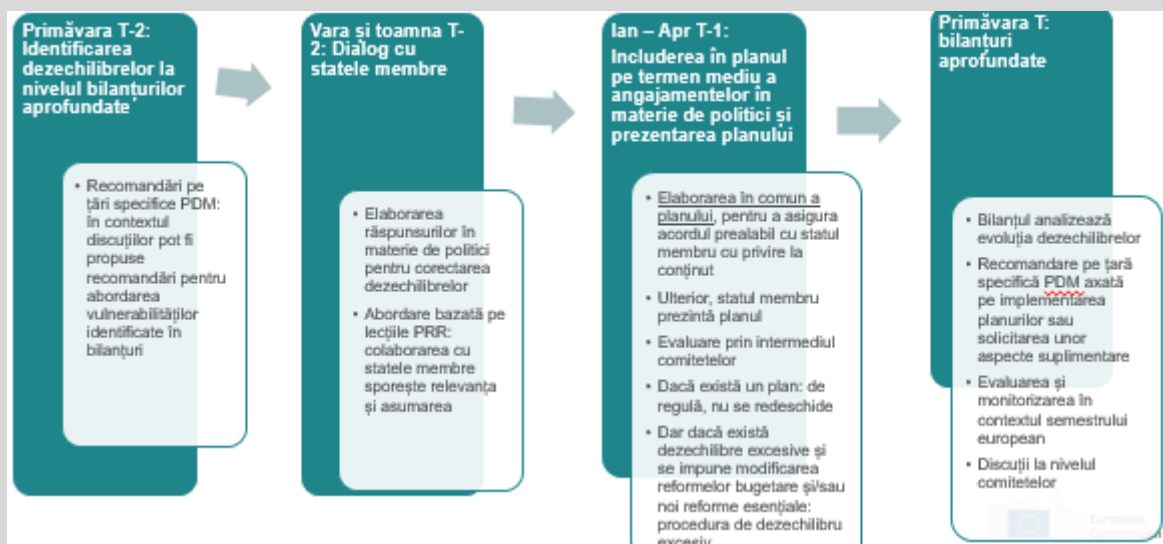 Primăvara T-2:
Identificarea
dezechilibrelor la
nivelul bilanțurilor
aprofundate
Recomandări pe
țări specifice PDM:
în contextul
discuțiilor pot fi
propuse
recomandări pentru
abordarea
vulnerabilităților
identificate în
bilanțuri
Vara și toamna T-
2: Dialog cu
statele membre
Elaborarea
răspunsurilor în
materie de politici
pentru corectarea
dezechilibrelor
Abordare bazată pe
lecțiile PRR:
colaborarea cu
statele membre
sporește relevanța
și asumarea
Ian – Apr T-1:
Includerea în planul
pe termen mediu a
angajamentelor în
materie de politici și
prezentarea planului
Elaborarea în comun a
planului, pentru a asigura
acordul prealabil cu statul
membru cu privire la
conținut
Ulterior, statul membru
prezintă planul
Evaluare prin intermediul
comitetelor
Dacă există un plan: de
regulă, nu se redeschide
Dar dacă există
dezechilibre excesive și
se impune modificarea
reformelor bugetare și/sau
noi reforme esențiale:
procedura de dezechilibru
excesiv
Primăvara T:
bilanțuri
aprofundate
Bilanțul analizează
evoluția dezechilibrelor
Recomandare pe țară
specifică PDM axată
pe implementarea
planurilor sau
solicitarea unor
aspecte suplimentare
Evaluarea și
monitorizarea în
contextul semestrului
european
Discuții la nivelul
comitetelor
European
Commission